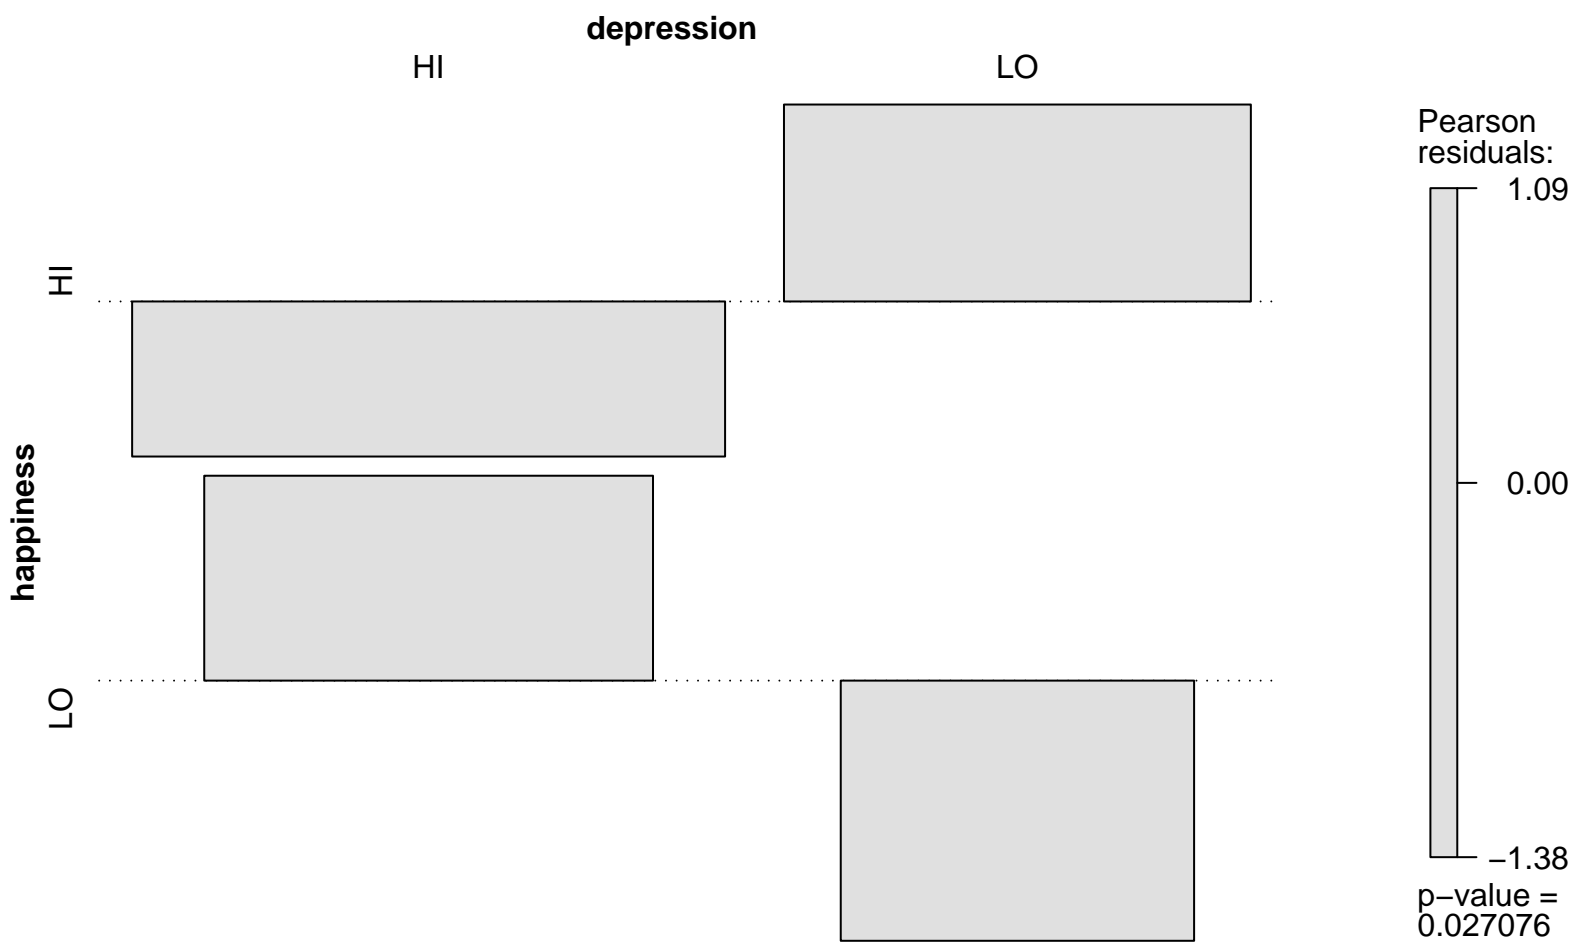 depression
HI
LO
happiness
HI
LO
Pearson
residuals:
1.09
0.00
−1.38
p−value =
0.027076